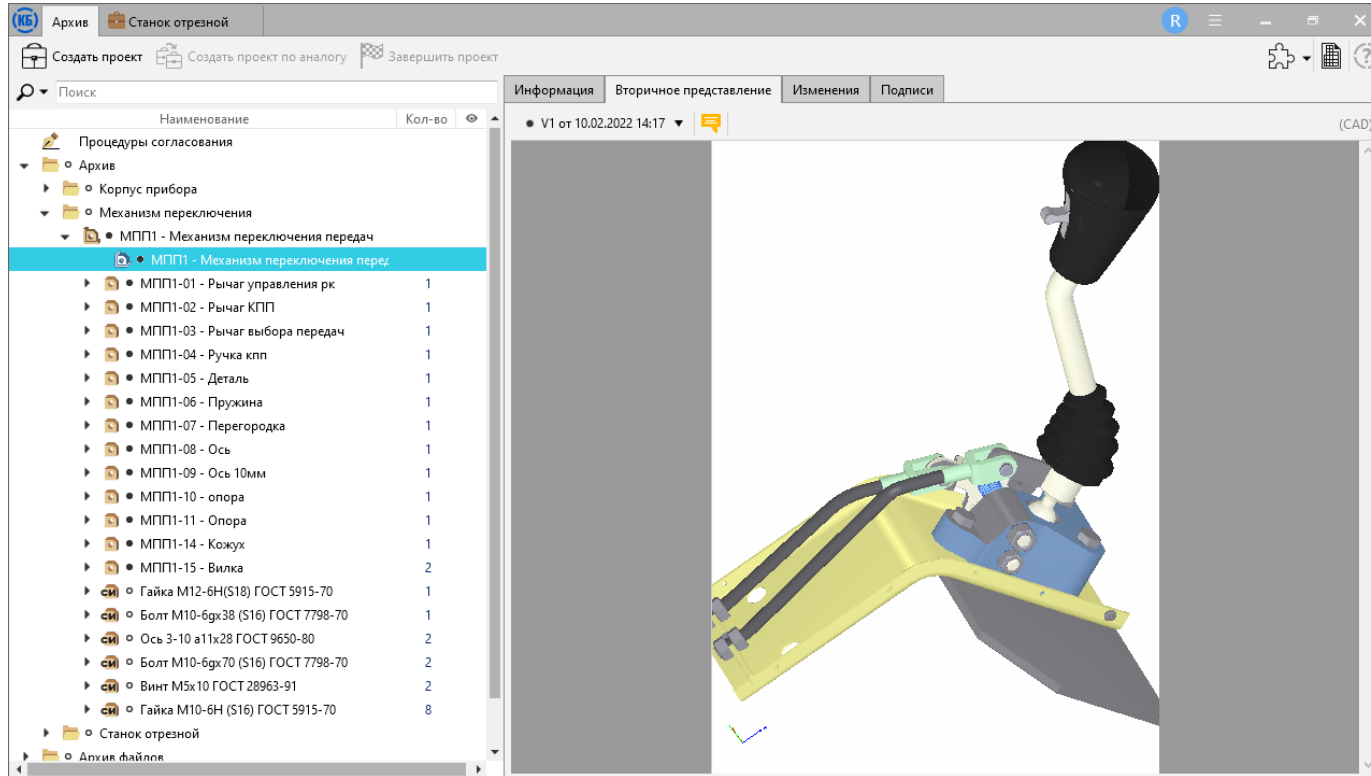 КБ Архив Станок отрезной R
Создать проект Создать проект по аналогу Завершить проект
Поиск
Информация Вторичное представление Изменения Подписи
Наименование Кол-во
V1 от 10.02.2022 14:17 (CAD)
Процедуры согласования
Архив
Корпус прибора
Механизм переключения
МПП1 - Механизм переключения передач
МПП1 - Механизм переключения перед
МПП1-01 - Рычаг управления рк 1
МПП1-02 - Рычаг КПП 1
МПП1-03 - Рычаг выбора передач 1
МПП1-04 - Ручка кпп 1
МПП1-05 - Деталь 1
МПП1-06 - Пружина 1
МПП1-07 - Перегородка 1
МПП1-08 - Ось 1
МПП1-09 - Ось 10мм 1
МПП1-10 - опора 1
МПП1-11 - Опора 1
МПП1-14 - Кожух 1
МПП1-15 - Вилка 2
СИ Гайка М12-6Н(S18) ГОСТ 5915-70 1
СИ Болт М10-6gх38 (S16) ГОСТ 7798-70 1
СИ Ось 3-10 а11х28 ГОСТ 9650-80 2
СИ Болт М10-6gх70 (S16) ГОСТ 7798-70 2
СИ Винт М5х10 ГОСТ 28963-91 2
СИ Гайка М10-6Н (S16) ГОСТ 5915-70 8
Станок отрезной
Архив файлов